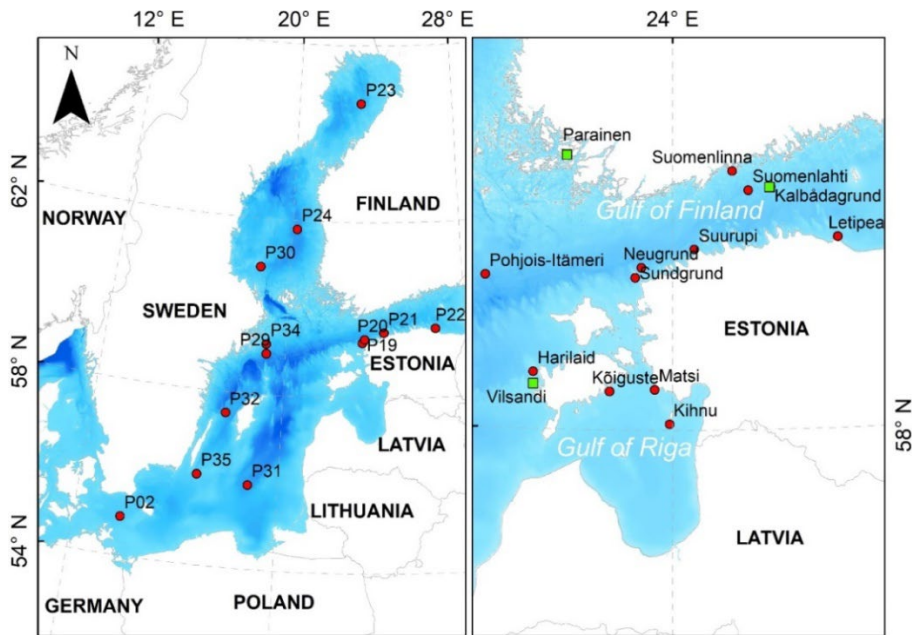 12° E
20° E
28° E
24° E
N
P23
Parainen
Suomenlinna
62° N
FINLAND
Suomenlahti
Kalbådagrund
NORWAY
P24
Gulf of Finland
Letipea
P30
Suurupi
Pohjois-Itämeri
Neugrund
Sundgrund
SWEDEN
P34
P20
P21
P22
P29
P19
ESTONIA
ESTONIA
58° N
Harilaid
Kõiguste
Matsi
Vilsandi
P32
Kihnu
58° N
LATVIA
Gulf of Riga
P35
P31
P02
LITHUANIA
LATVIA
54° N
GERMANY
POLAND